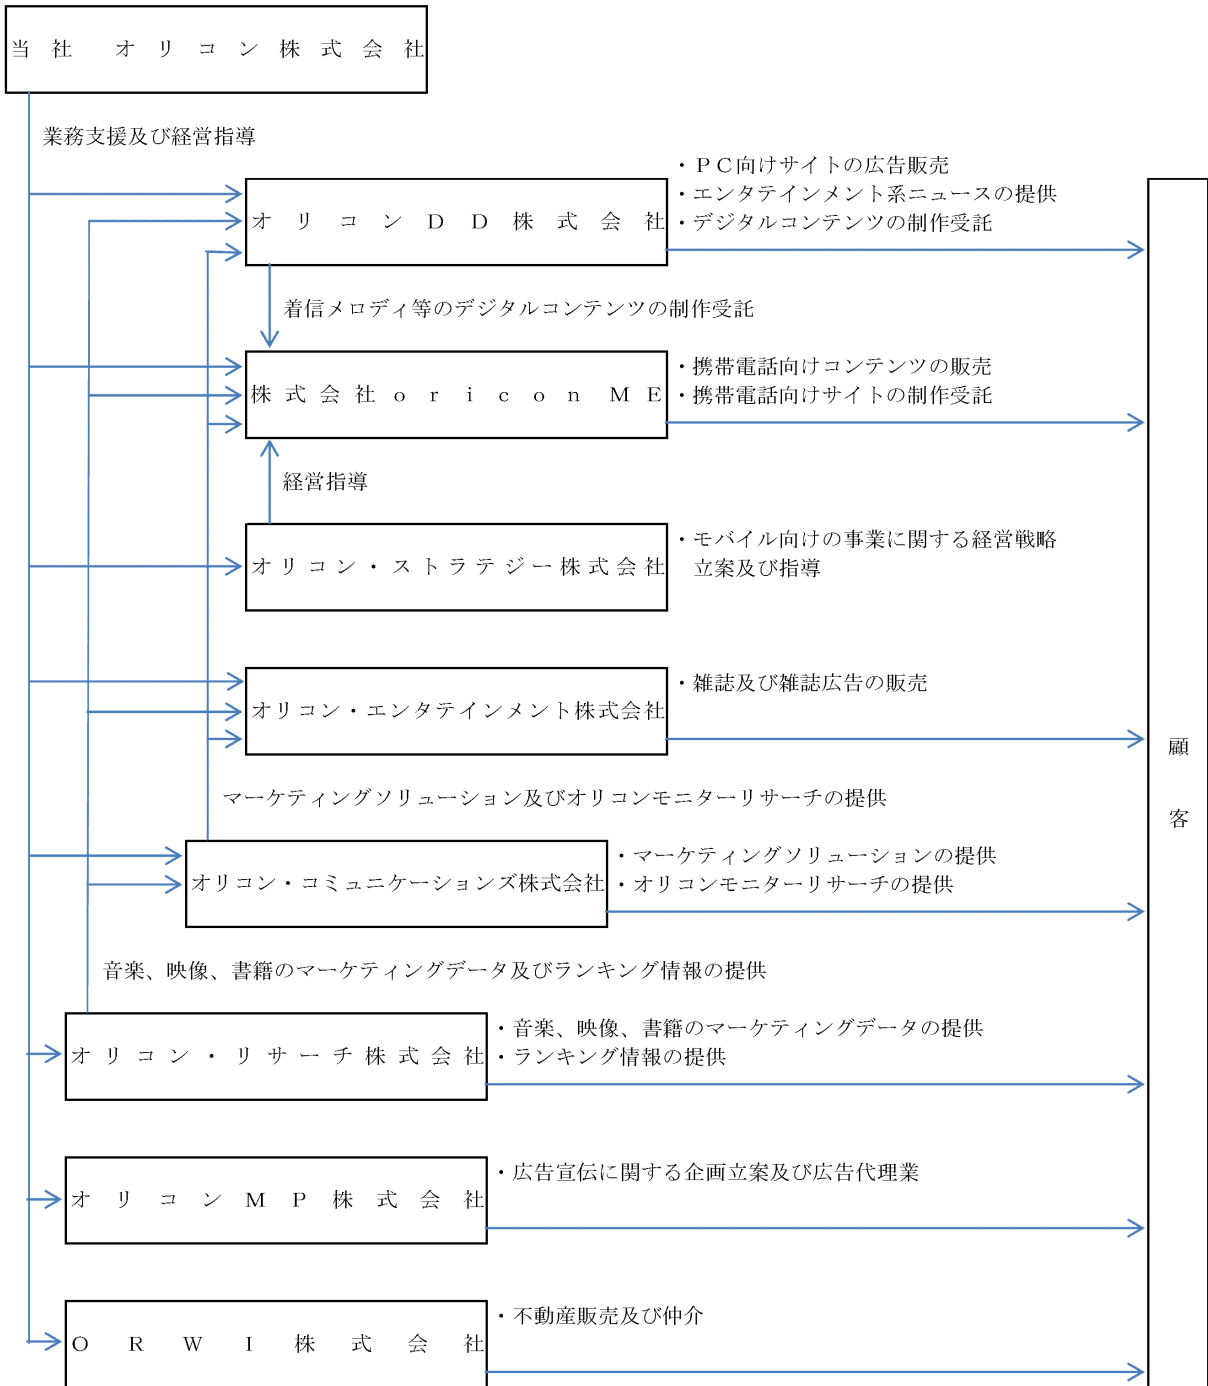 当社 オリコン株式会社
業務支援及び経営指導
・ＰＣ向けサイトの広告販売
・エンタテインメント系ニュースの提供
・デジタルコンテンツの制作受託
オリコンＤＤ株式会社
着信メロディ等のデジタルコンテンツの制作受託
・携帯電話向けコンテンツの販売
・携帯電話向けサイトの制作受託
株式会社ｏｒｉｃｏｎＭＥ
経営指導
・モバイル向けの事業に関する経営戦略
立案及び指導
オリコン・ストラテジー株式会社
・雑誌及び雑誌広告の販売
オリコン・エンタテインメント株式会社
顧
客
マーケティングソリューション及びオリコンモニターリサーチの提供
・マーケティングソリューションの提供
・オリコンモニターリサーチの提供
オリコン・コミュニケーションズ株式会社
音楽、映像、書籍のマーケティングデータ及びランキング情報の提供
・音楽、映像、書籍のマーケティングデータの提供
・ランキング情報の提供
オリコン・リサーチ株式会社
・広告宣伝に関する企画立案及び広告代理業
オリコンＭＰ株式会社
・不動産販売及び仲介
ＯＲＷＩ株式会社